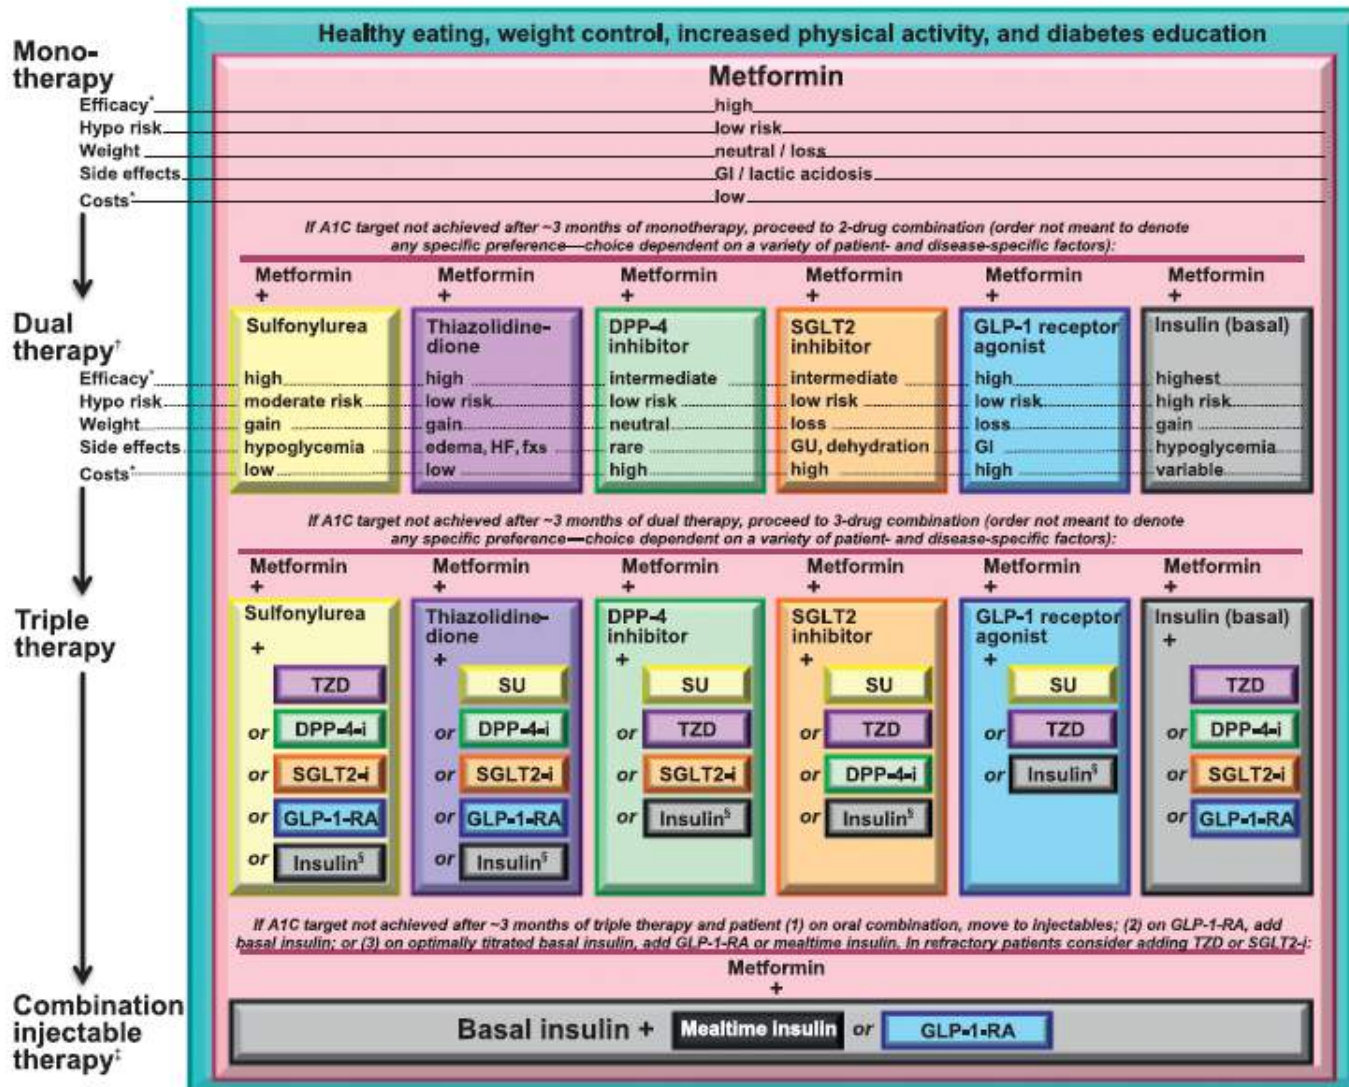 Healthy eating, weight control, increased physical activity, and diabetes education
Mono-
therapy
Metformin
Efficacy* high
Hypo risk low risk
Weight neutral / loss
Side effects GI / lactic acidosis
Costs* low
If A1C target not achieved after ~3 months of monotherapy, proceed to 2-drug combination (order not meant to denote
any specific preference—choice dependent on a variety of patient- and disease-specific factors):
Metformin Metformin Metformin Metformin Metformin Metformin
+ + + + + +
Dual
therapy†
Sulfonylurea
Thiazolidine-
dione
DPP-4
inhibitor
SGLT2
inhibitor
GLP-1 receptor
agonist
Insulin (basal)
Efficacy* high high intermediate intermediate high highest
Hypo risk moderate risk low risk low risk low risk low risk high risk
Weight gain gain neutral loss loss gain
Side effects hypoglycemia edema, HF, fxs rare GU, dehydration GI hypoglycemia
Costs* low low high high high variable
If A1C target not achieved after ~3 months of dual therapy, proceed to 3-drug combination (order not meant to denote
any specific preference—choice dependent on a variety of patient- and disease-specific factors):
Metformin Metformin Metformin Metformin Metformin Metformin
+ + + + + +
Triple
therapy
Sulfonylurea
+
TZD
or DPP-4-i
or SGLT2-i
or GLP-1-RA
or Insulin§
Thiazolidine-
dione
+
SU
or DPP-4-i
or SGLT2-i
or GLP-1-RA
or Insulin§
DPP-4
inhibitor
+
SU
or TZD
or SGLT2-i
or Insulin§
SGLT2
inhibitor
+
SU
or TZD
or DPP-4-i
or Insulin§
GLP-1 receptor
agonist
+
SU
or TZD
or Insulin§
Insulin (basal)
+
TZD
or DPP-4-i
or SGLT2-i
or GLP-1-RA
If A1C target not achieved after ~3 months of triple therapy and patient (1) on oral combination, move to injectables; (2) on GLP-1-RA, add
basal insulin; or (3) on optimally titrated basal insulin, add GLP-1-RA or mealtime insulin. In refractory patients consider adding TZD or SGLT2-i:
Metformin
+
Combination
injectable
therapy‡
Basal insulin + Mealtime insulin or GLP-1-RA